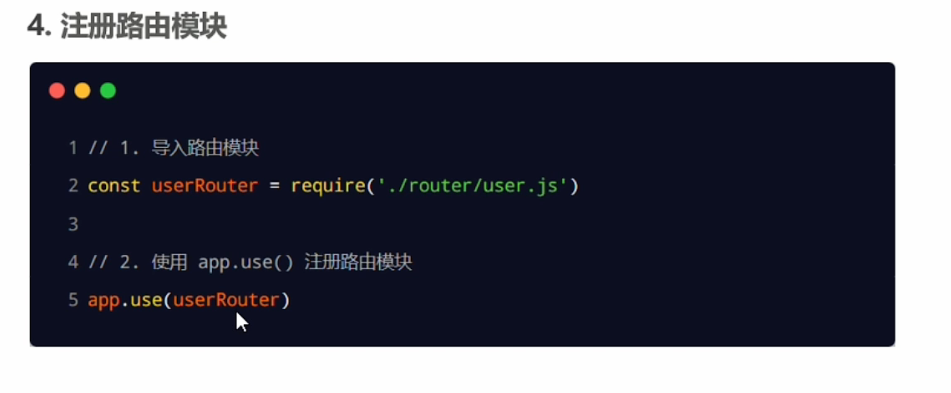 4. 注册路由模块
1 // 1. 导入路由模块
2 const userRouter = require('./router/user.js')
3
4 // 2. 使用 app.use() 注册路由模块
5 app.use(userRouter)